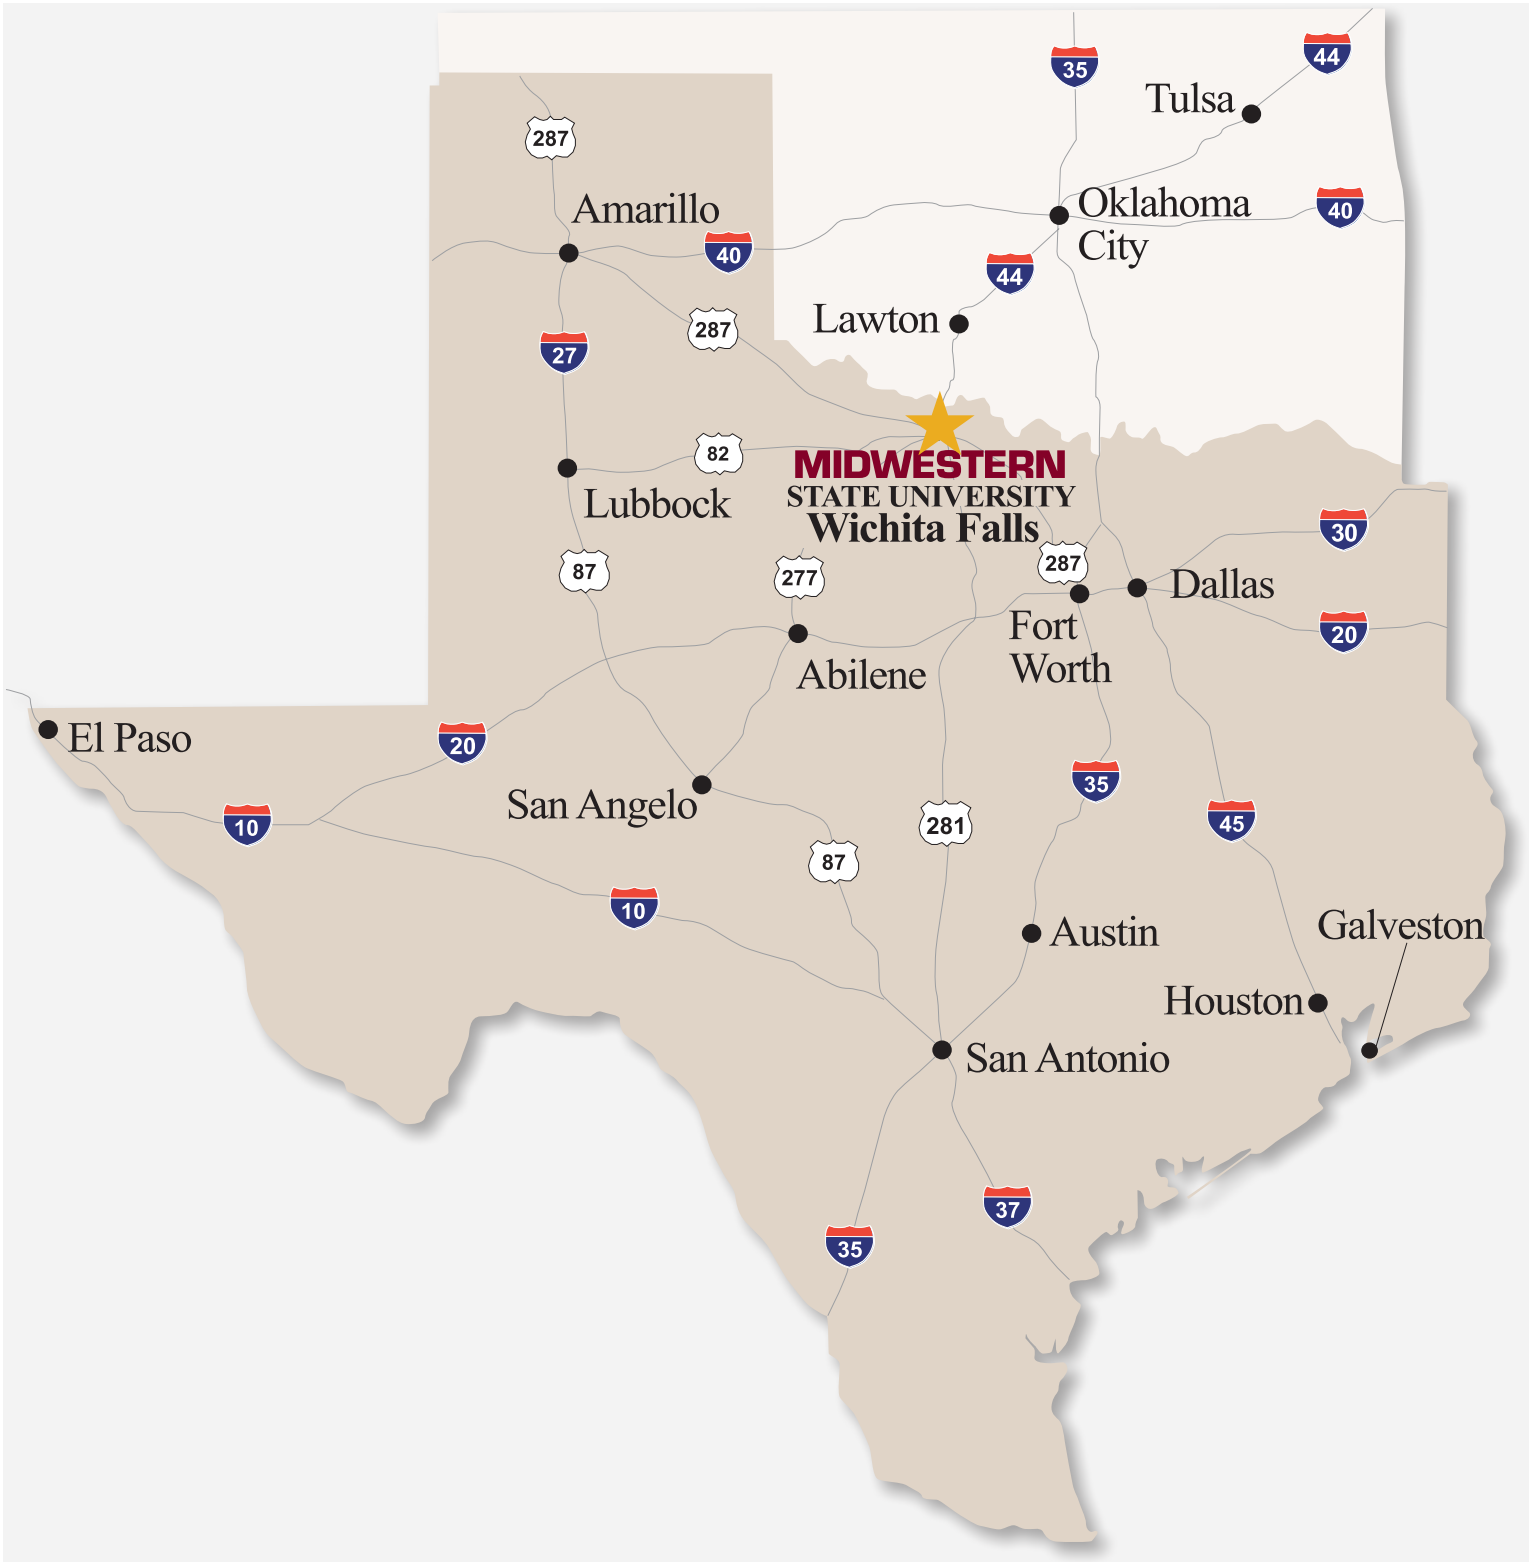 35
44
Tulsa
287
Amarillo
Oklahoma
City
40
40
44
Lawton
287
27
82
MIDWESTERN
STATE UNIVERSITY
Wichita Falls
Lubbock
30
87
277
287
Dallas
Fort
Worth
20
Abilene
El Paso
20
San Angelo
35
10
281
45
87
10
Austin
Galveston
Houston
San Antonio
37
35